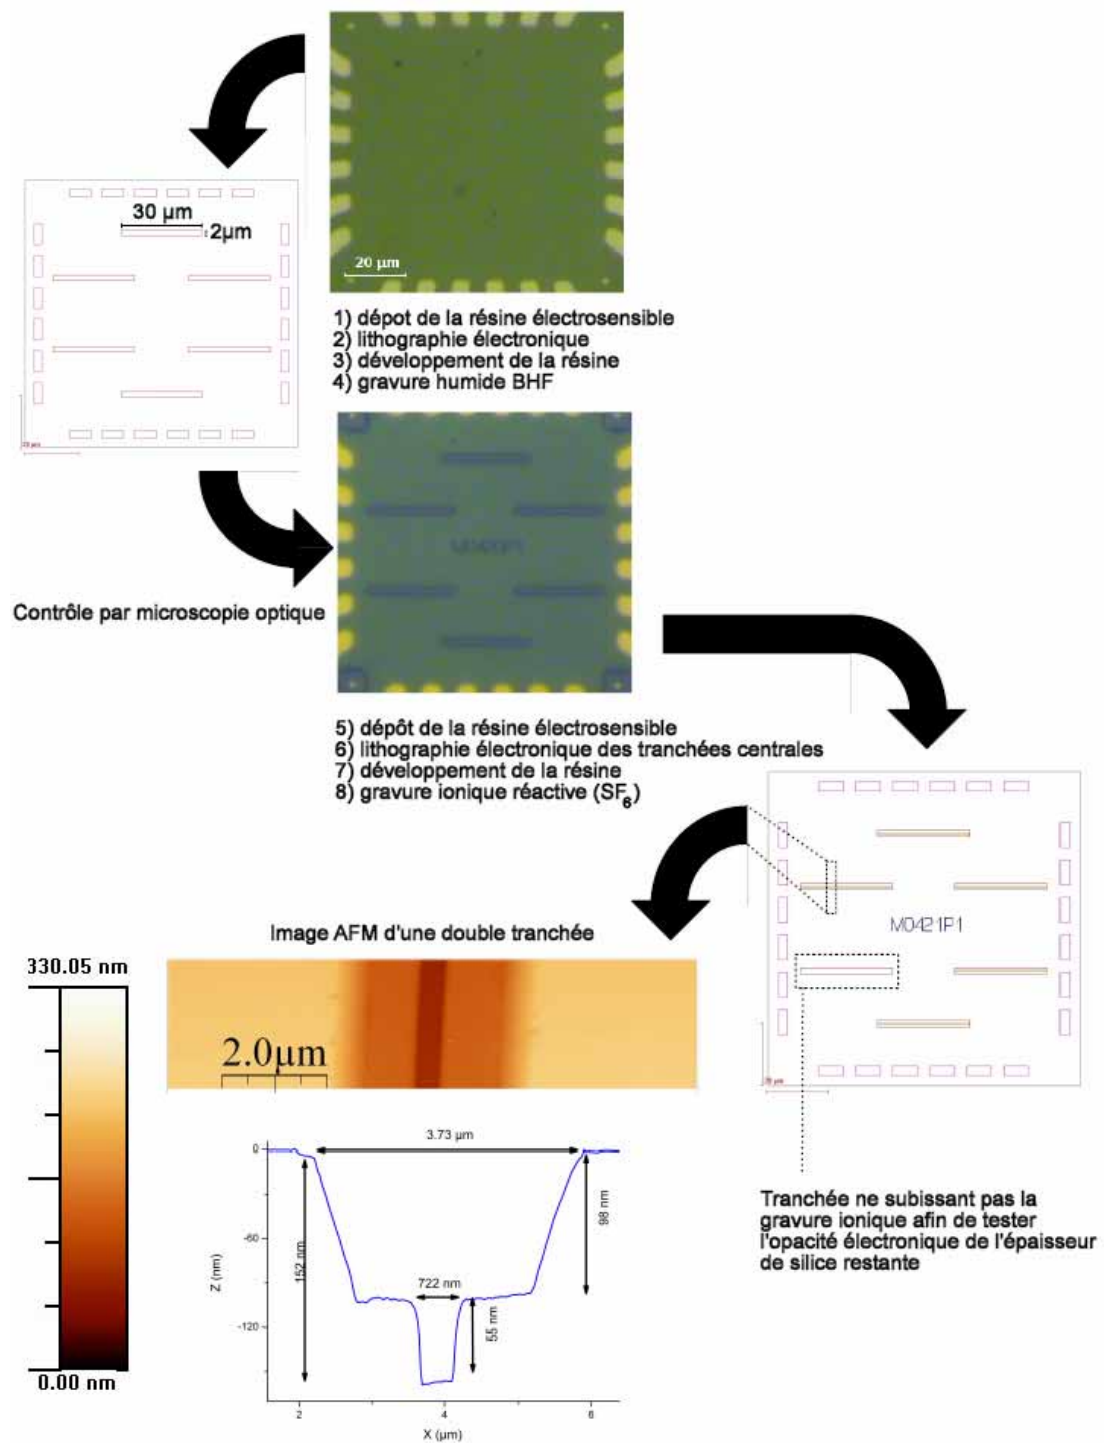 30 µm
2µm
20 µm
1) dépot de la résine électrosensible
2) lithographie électronique
3) développement de la résine
4) gravure humide BHF
Contrôle par microscopie optique
5) dépôt de la résine électrosensible
6) lithographie électronique des tranchées centrales
7) développement de la résine
8) gravure ionique réactive (SF6)
M0421P1
Image AFM d'une double tranchée
330.05 nm
2.0µm
0.00 nm
Tranchée ne subissant pas la
gravure ionique afin de tester
l'opacité électronique de l'épaisseur
de silice restante
3.73 µm
0
-60
-120
Z (nm)
152 nm
722 nm
55 nm
98 nm
2
4
6
X (µm)